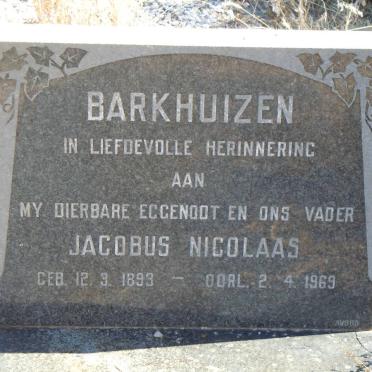 BARKHUIZEN
IN LIEFDEVOLLE HERINNERING
AAN
MY DIERBARE EGGENOOT EN ONS VADER
JACOBUS NICOLAAS
GEB. 12. 3. 1893 — OORL. 2. 4. 1969